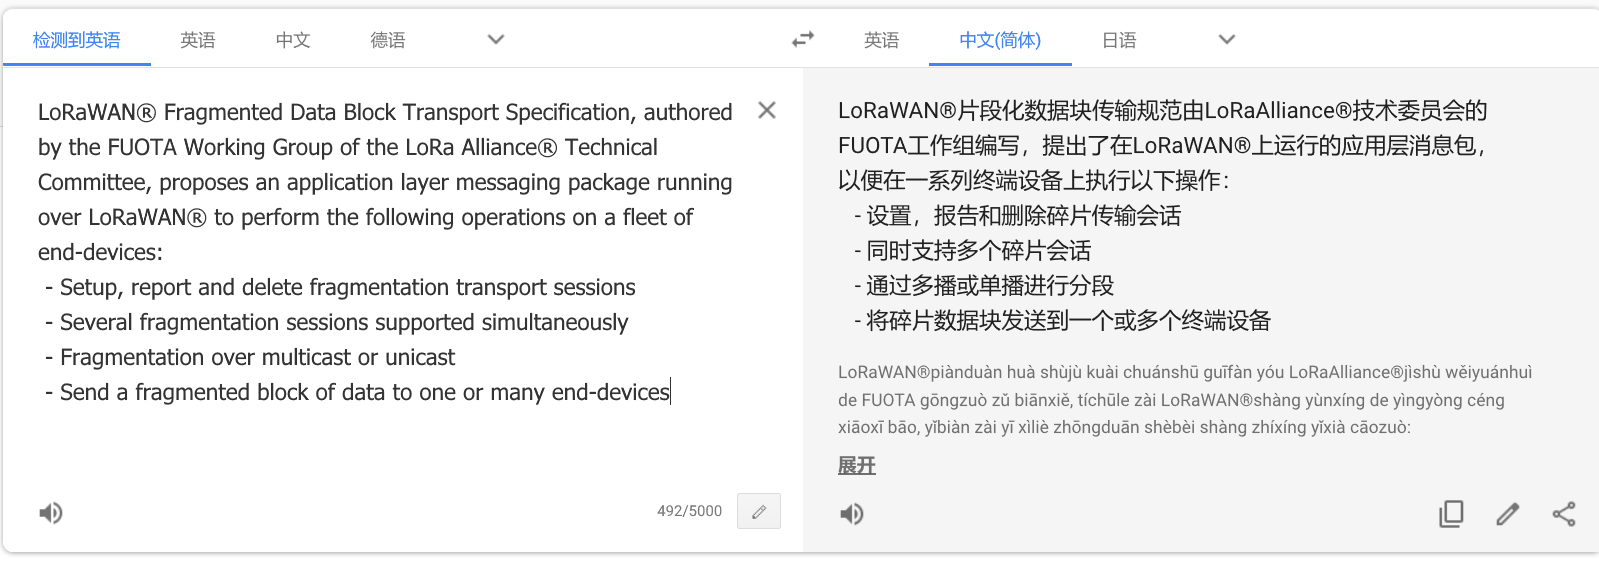 检测到英语 英语 中文 德语
英语 中文(简体) 日语
LoRaWAN® Fragmented Data Block Transport Specification, authored
by the FUOTA Working Group of the LoRa Alliance® Technical
Committee, proposes an application layer messaging package running
over LoRaWAN® to perform the following operations on a fleet of
end-devices:
- Setup, report and delete fragmentation transport sessions
- Several fragmentation sessions supported simultaneously
- Fragmentation over multicast or unicast
- Send a fragmented block of data to one or many end-devices
492/5000
LoRaWAN®片段化数据块传输规范由LoRaAlliance®技术委员会的
FUOTA工作组编写，提出了在LoRaWAN®上运行的应用层消息包，
以便在一系列终端设备上执行以下操作：
- 设置，报告和删除碎片传输会话
- 同时支持多个碎片会话
- 通过多播或单播进行分段
- 将碎片数据块发送到一个或多个终端设备
LoRaWAN®piànduàn huà shùjù kuài chuánshū guīfàn yóu LoRaAlliance®jìshù wěiyuánhuì
de FUOTA gōngzuò zǔ biānxiě, tíchūle zài LoRaWAN®shàng yùnxíng de yìngyòng céng
xiāoxī bāo, yǐbiàn zài yī xìliè zhōngduān shèbèi shàng zhíxíng yǐxià cāozuò:
展开